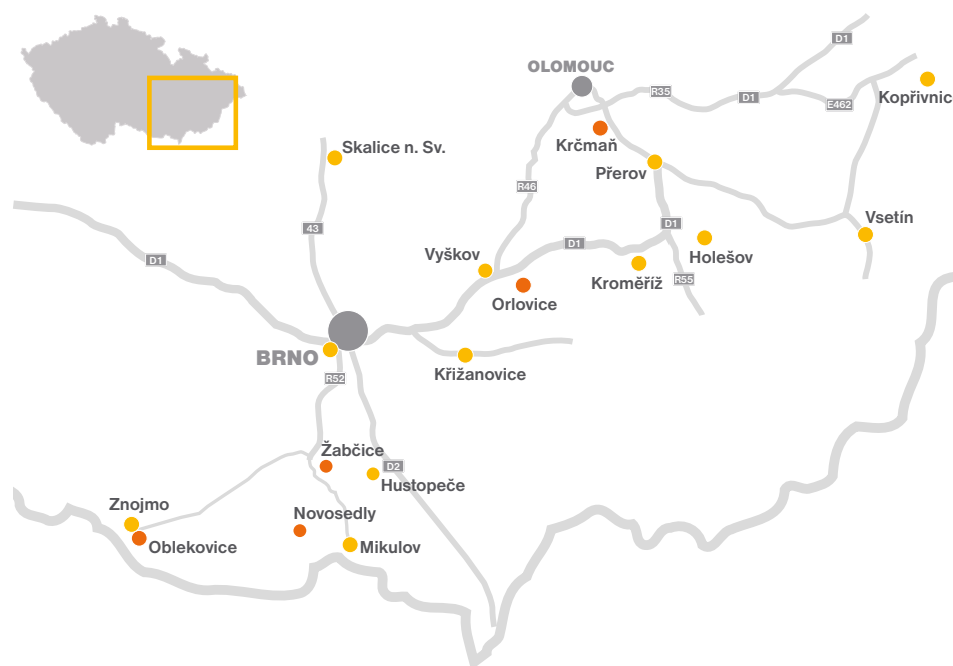 D1
OLOMOUC
R35
D1
E462
Kopřivnic
Krčmaň
Skalice n. Sv.
Přerov
R46
43
D1
Vsetín
D1
D1
Vyškov
Holešov
Kroměříž
R55
Orlovice
BRNO
Křižanovice
R52
Žabčice
D2
Hustopeče
Znojmo
Novosedly
Oblekovice
Mikulov